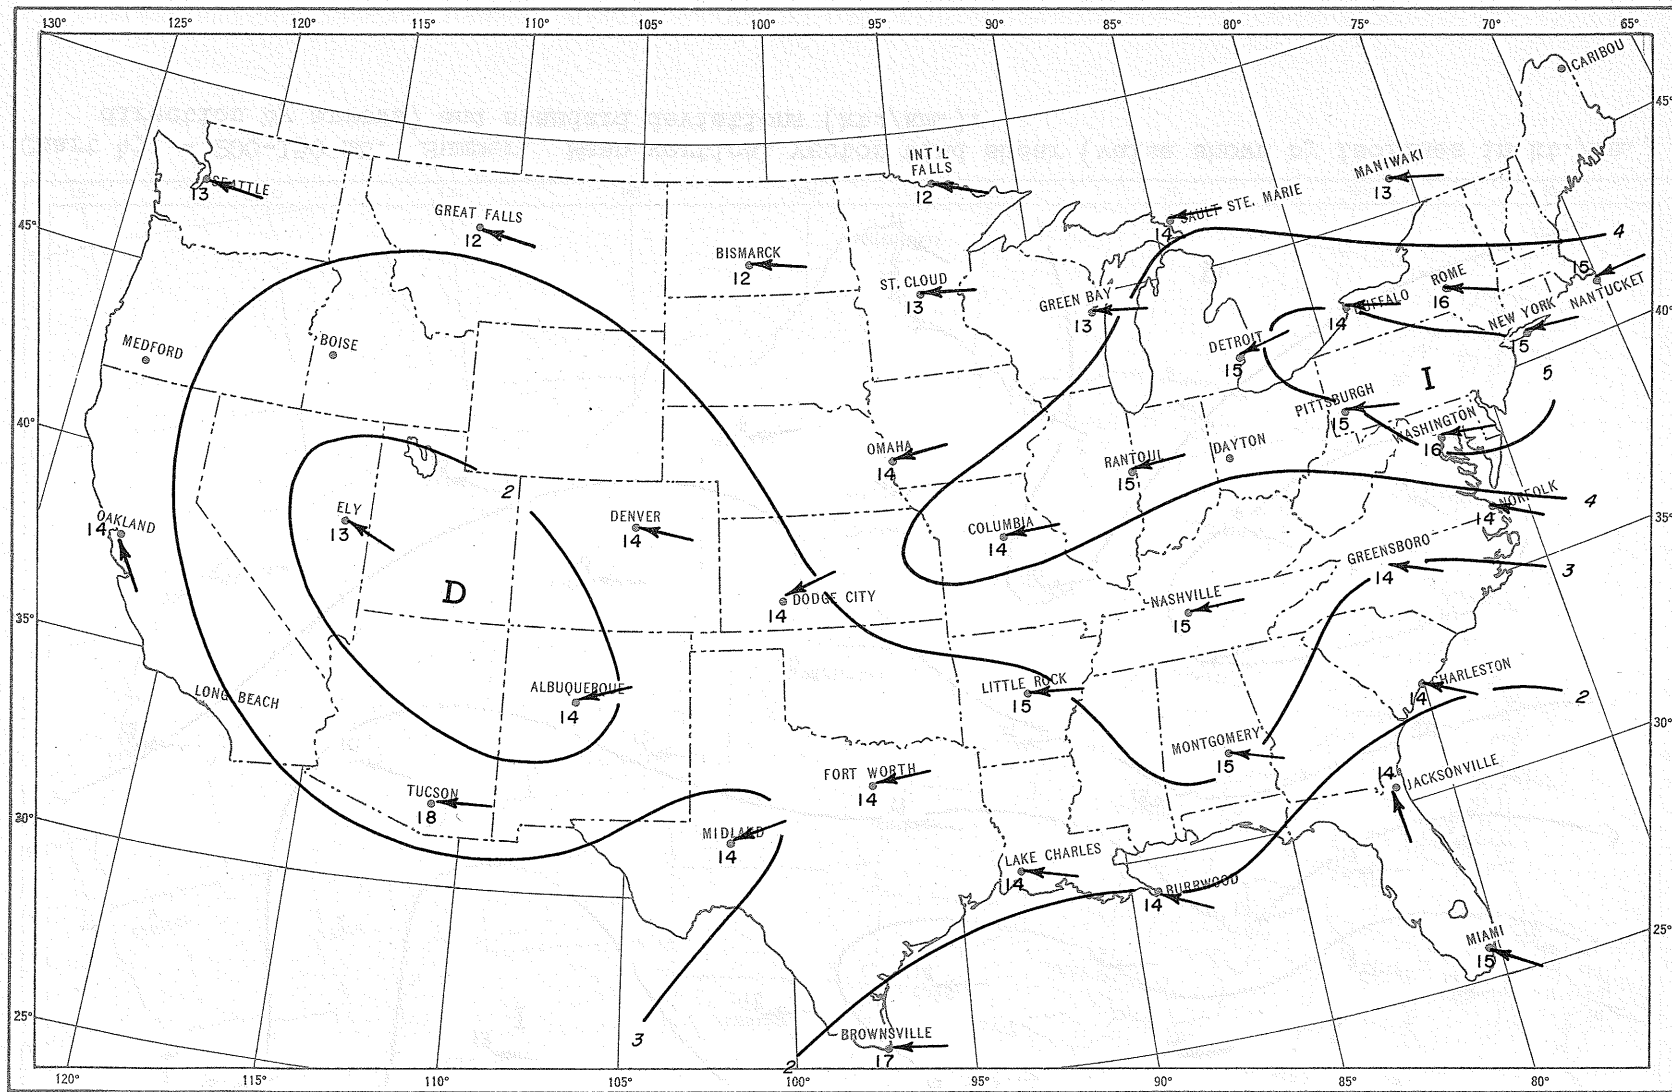 130° 125° 120° 115° 110° 105° 100° 95° 90° 85° 80° 75° 70° 65°
CARIBOU
45°
INT'L FALLS
12
MANIWAKI
13
SEATTLE
13
SAULT STE. MARIE
14
GREAT FALLS
12
45°
4
BISMARCK
12
ST. CLOUD
13
GREEN BAY
13
ROME
16
15
NANTUCKET
BUFFALO
14
NEW YORK
15
40°
MEDFORD
BOISE
DETROIT
15
I
5
PITTSBURGH
15
WASHINGTON
16
40°
OMAHA
14
RANTOUL
15
DAYTON
2
4
NORFOLK
14
OAKLAND
14
ELY
13
DENVER
14
COLUMBIA
14
35°
GREENSBORO
14
3
D
DODGE CITY
14
NASHVILLE
15
35°
LONG BEACH
ALBUQUERQUE
14
LITTLE ROCK
15
CHARLESTON
14
2
30°
MONTGOMERY
15
FORT WORTH
14
14
JACKSONVILLE
TUCSON
18
30°
MIDLAND
14
LAKE CHARLES
14
BURRWOOD
14
25°
MIAMI
15
25°
3
BROWNSVILLE
17
2
120° 115° 110° 105° 100° 95° 90° 85° 80°